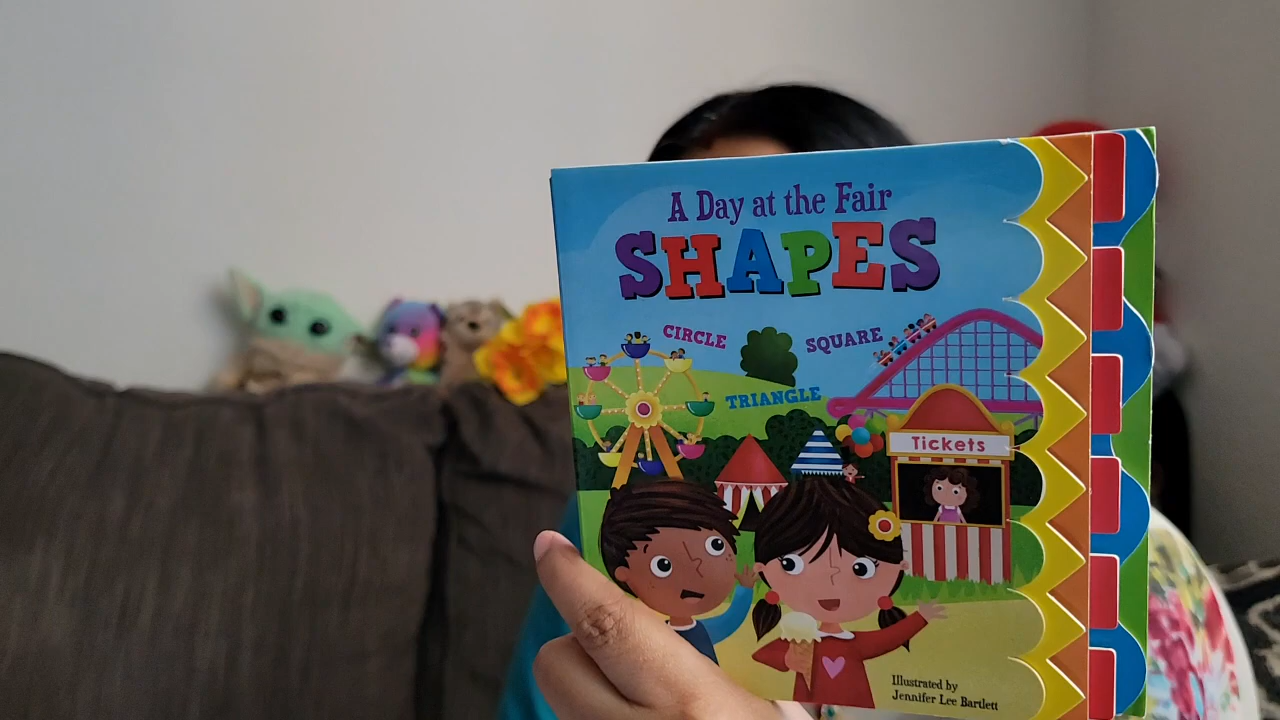 A Day at the Fair
SHAPES
CIRCLE
SQUARE
TRIANGLE
Tickets
Illustrated by
Jennifer Lee Bartlett